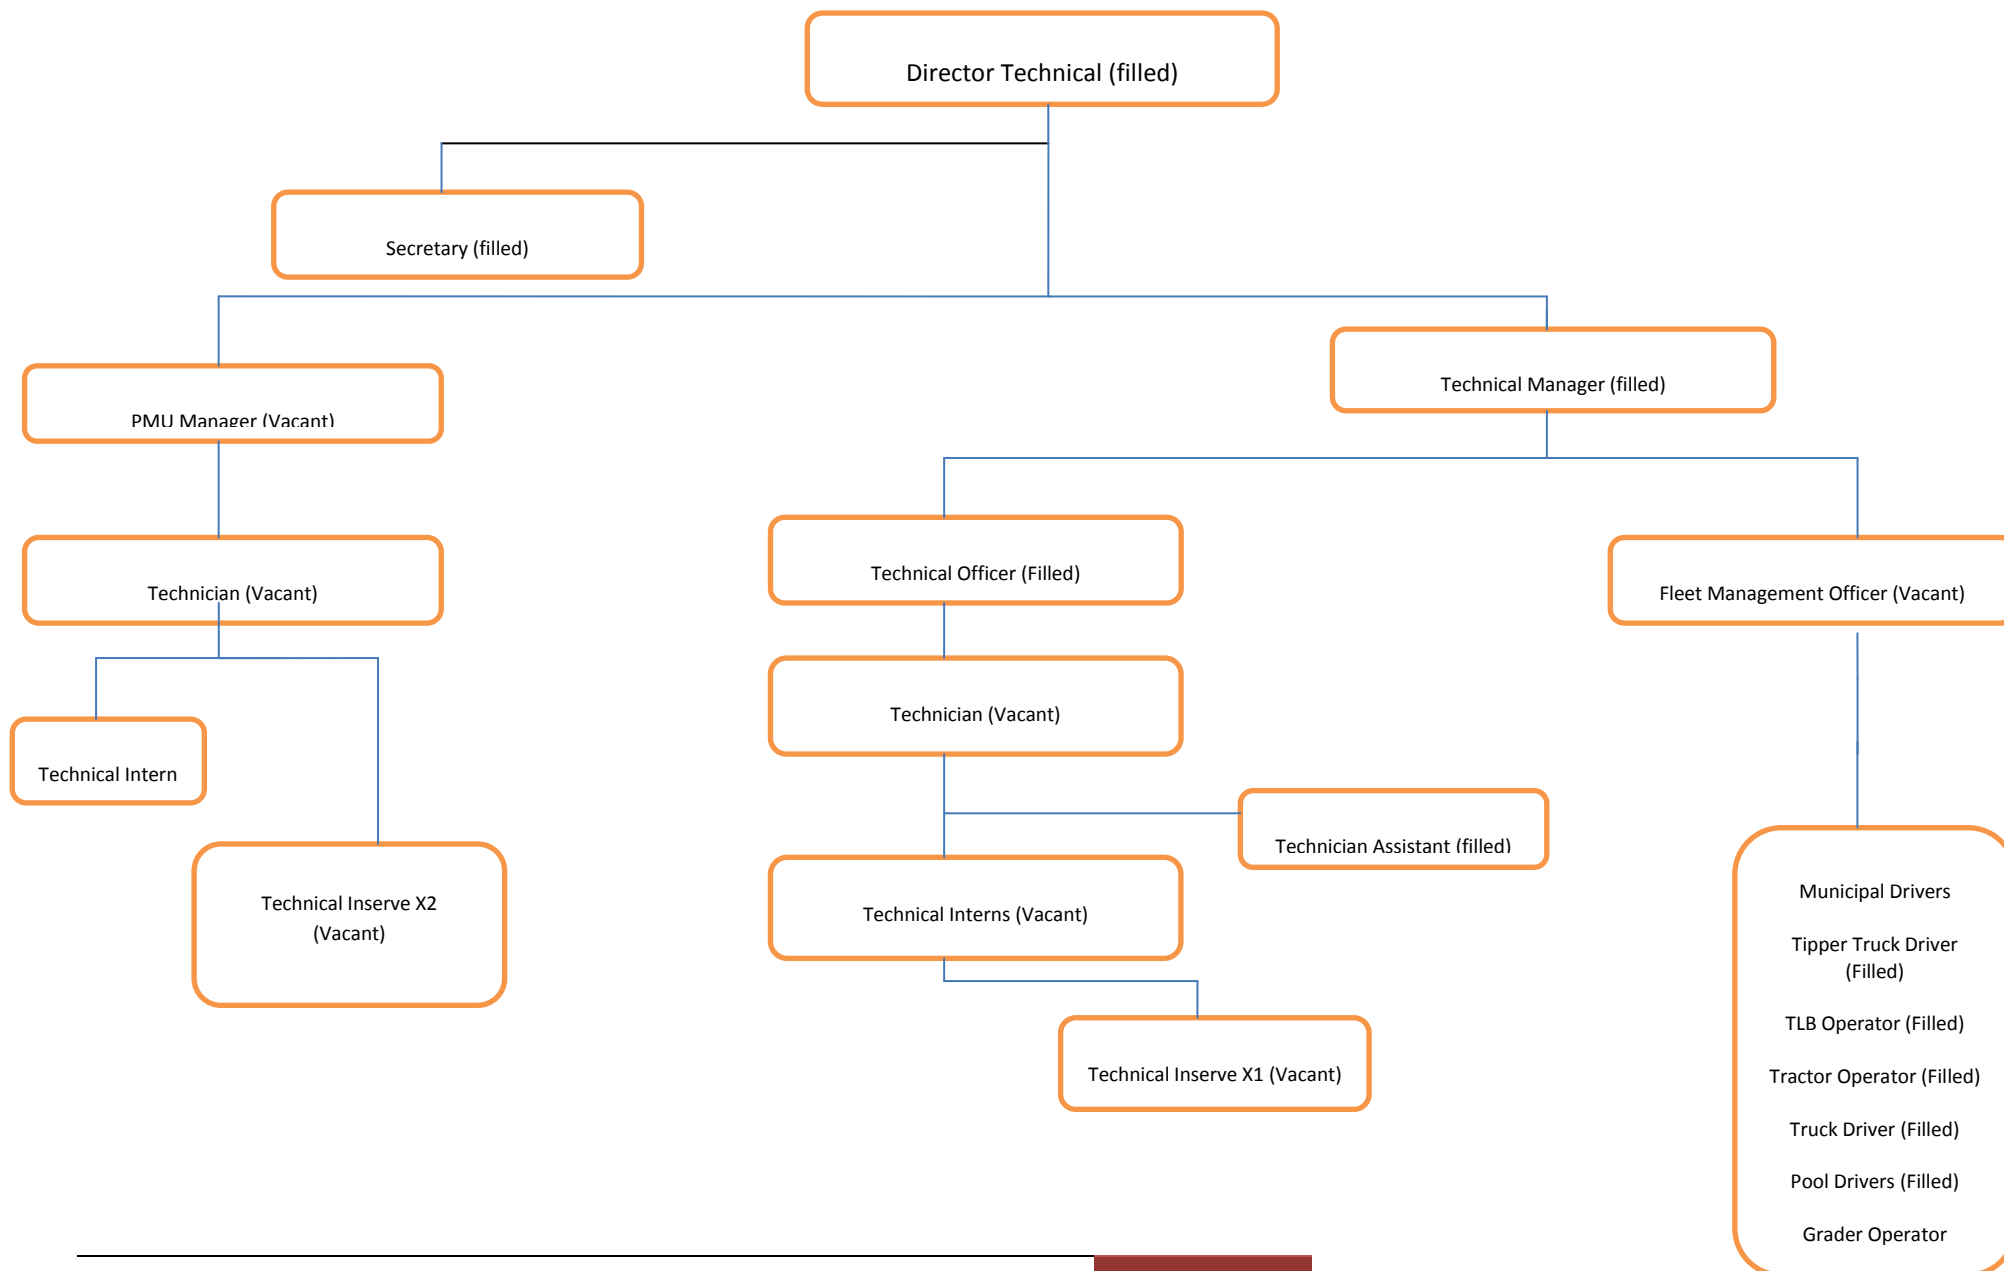 Director Technical (filled)
Secretary (filled)
PMU Manager (Vacant)
Technical Manager (filled)
Technician (Vacant)
Technical Officer (Filled)
Fleet Management Officer (Vacant)
Technician (Vacant)
Technical Intern
Technician Assistant (filled)
Technical Inserve X2
(Vacant)
Technical Interns (Vacant)
Technical Inserve X1 (Vacant)
Municipal Drivers
Tipper Truck Driver
(Filled)
TLB Operator (Filled)
Tractor Operator (Filled)
Truck Driver (Filled)
Pool Drivers (Filled)
Grader Operator